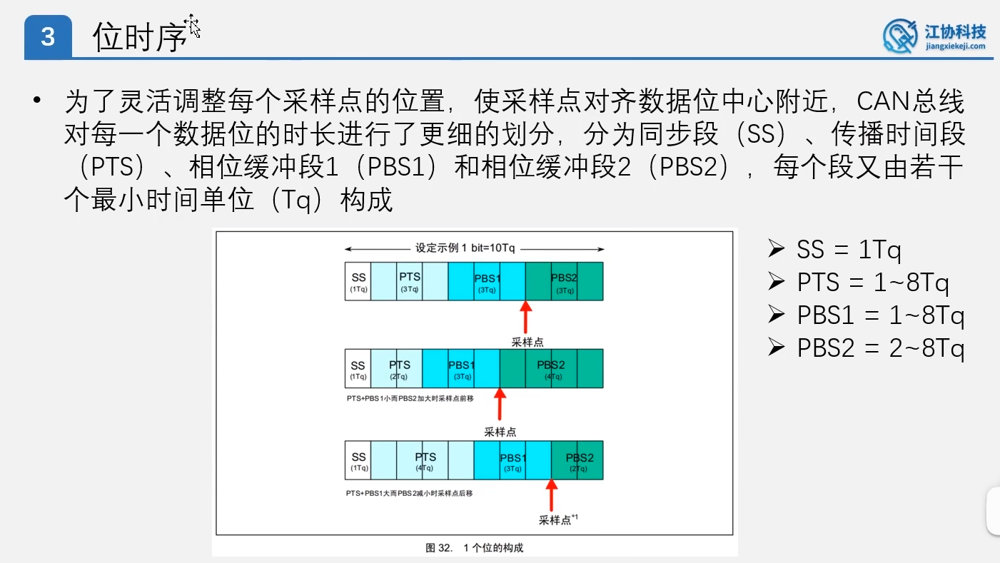 3
位时序
江协科技
jiangxiekeji.com
• 为了灵活调整每个采样点的位置，使采样点对齐数据位中心附近，CAN总线
对每一个数据位的时长进行了更细的划分，分为同步段（SS）、传播时间段
（PTS）、相位缓冲段1（PBS1）和相位缓冲段2（PBS2），每个段又由若干
个最小时间单位（Tq）构成
设定示例 1 bit=10Tq
SS PTS PBS1 PBS2
(1Tq) (3Tq) (3Tq) (3Tq)
采样点
SS PTS PBS1 PBS2
(1Tq) (2Tq) (3Tq) (4Tq)
PTS+PBS1小而PBS2加大时采样点前移
采样点
SS PTS PBS1 PBS2
(1Tq) (4Tq) (3Tq) (2Tq)
PTS+PBS1大而PBS2减小时采样点后移
采样点*1
图 32. 1 个位的构成
➢ SS = 1Tq
➢ PTS = 1~8Tq
➢ PBS1 = 1~8Tq
➢ PBS2 = 2~8Tq